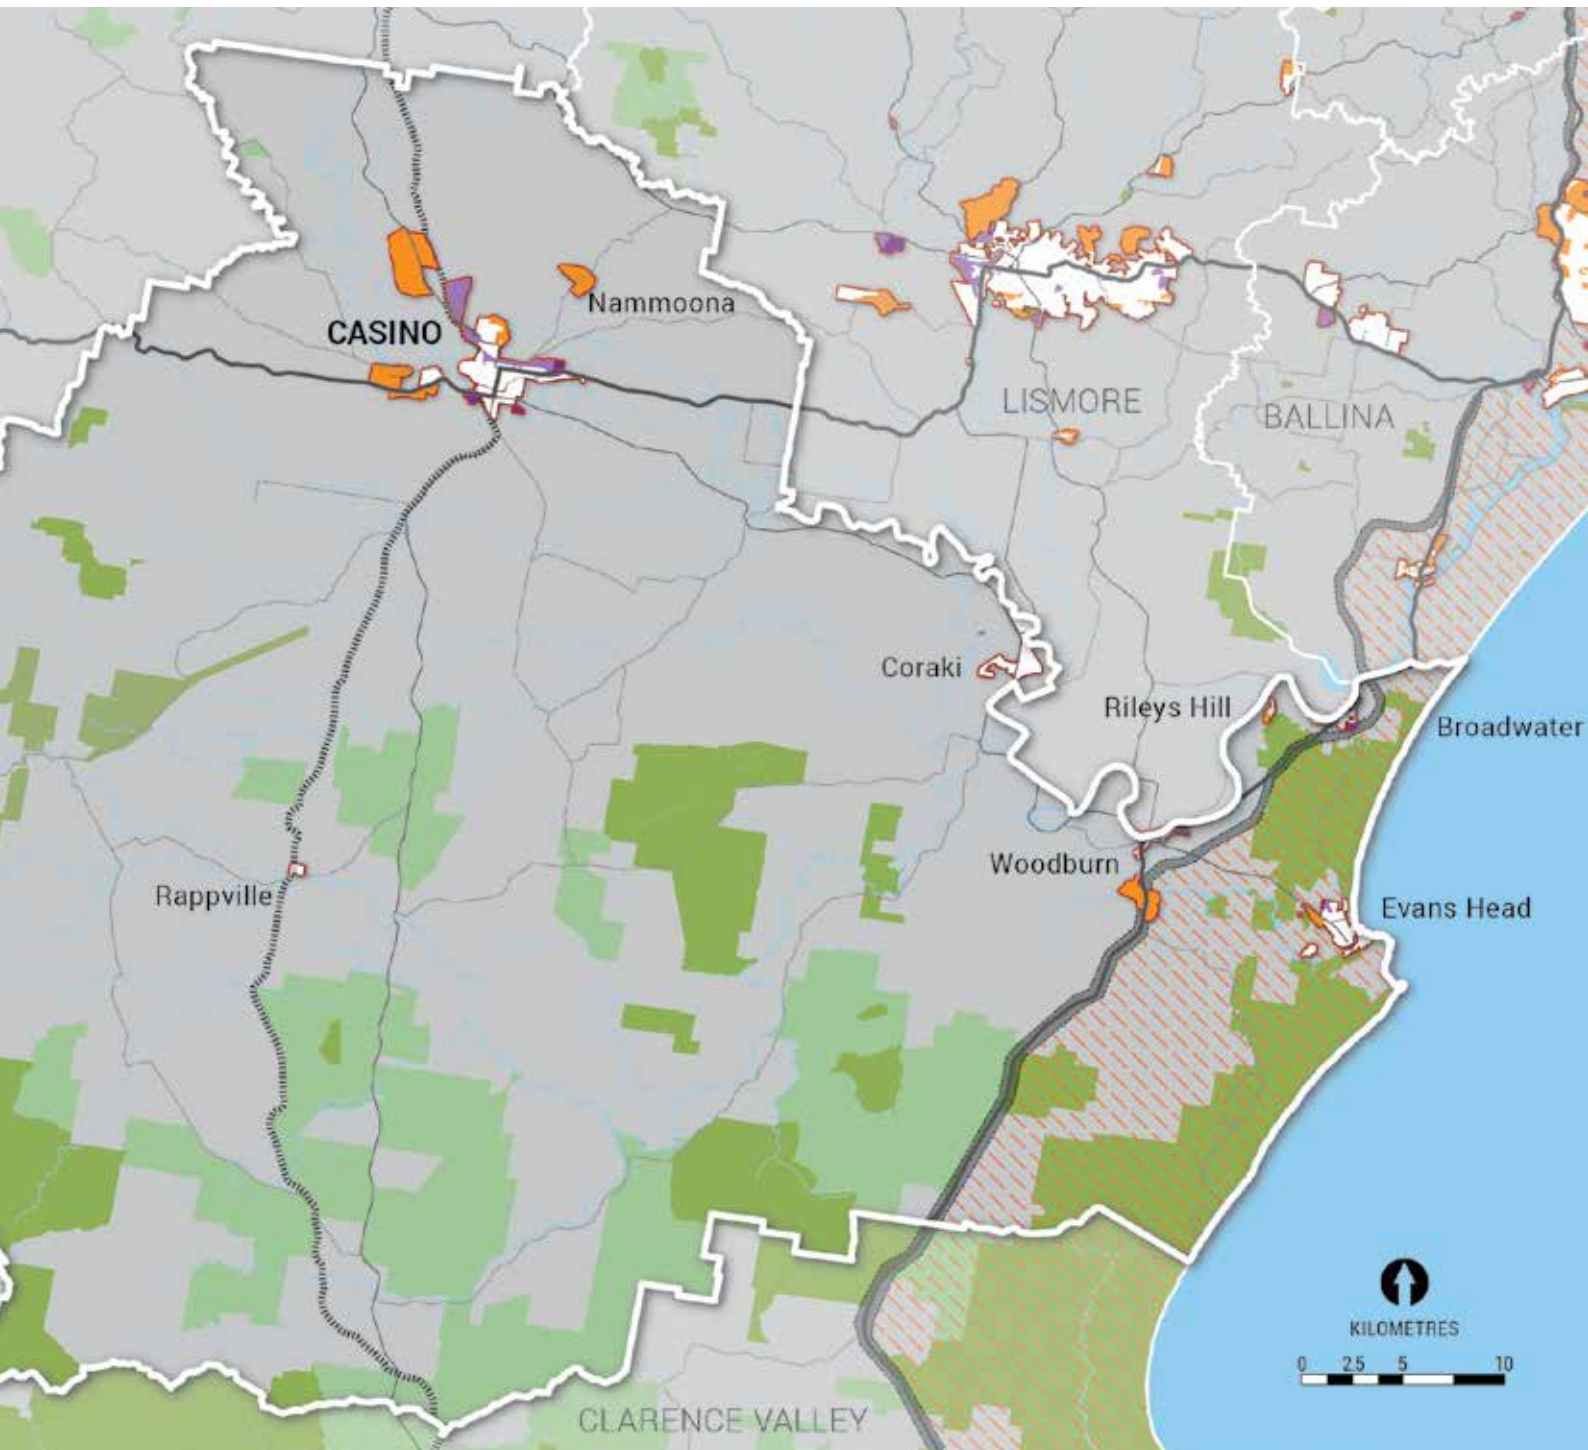 Nammoona
CASINO
LISMORE
BALLINA
Coraki
Rileys Hill
Broadwater
Woodburn
Rappville
Evans Head
KILOMETRES
0 2.5 5 10
CLARENCE VALLEY